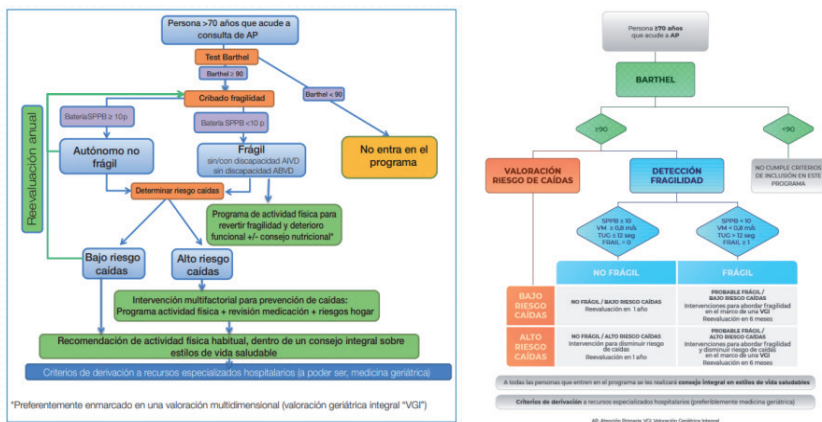 Persona >70 años que acude a
consulta de AP
Test Barthel
Barthel ≥ 90
Barthel < 90
Cribado fragilidad
Batería SPPB ≥ 10 p
Batería SPPB <10 p
Reevaluación anual
Autónomo no
frágil
Frágil
sin/con discapacidad AIVD
sin discapacidad ABVD
No entra en el
programa
Determinar riesgo caídas
Programa de actividad física para
revertir fragilidad y deterioro
funcional +/- consejo nutricional*
Bajo riesgo
caídas
Alto riesgo
caídas
Intervención multifactorial para prevención de caídas:
Programa actividad física + revisión medicación + riesgos hogar
Recomendación de actividad física habitual, dentro de un consejo integral sobre
estilos de vida saludable
Criterios de derivación a recursos especializados hospitalarios (a poder ser, medicina geriátrica)
*Preferentemente enmarcado en una valoración multidimensional (valoración geriátrica integral "VGI")
Persona ≥70 años
que acude a AP
BARTHEL
≥90
<90
VALORACIÓN
RIESGO DE CAÍDAS
DETECCIÓN
FRAGILIDAD
NO CUMPLE CRITERIOS
DE INCLUSIÓN EN ESTE
PROGRAMA
SPPB ≥ 10
VM ≥ 0,8 m/s
TUG ≤ 12 seg
FRAIL = 0
SPPB < 10
VM < 0,8 m/s
TUG > 12 seg
FRAIL ≥ 1
NO FRÁGIL
FRÁGIL
BAJO
RIESGO
CAÍDAS
NO FRÁGIL / BAJO RIESGO CAÍDAS
Reevaluación en 1 año
PROBABLE FRÁGIL /
BAJO RIESGO CAÍDAS
Intervenciones para abordar fragilidad
en el marco de una VGI
Reevaluación en 6 meses
ALTO
RIESGO
CAÍDAS
NO FRÁGIL / ALTO RIESGO CAÍDAS
Intervención para disminuir riesgo
de caídas
Reevaluación en 1 año
PROBABLE FRÁGIL /
ALTO RIESGO CAÍDAS
Intervenciones para abordar fragilidad
y disminuir riesgo de caídas
en el marco de una VGI
Reevaluación en 6 meses
A todas las personas que entren en el programa se les realizará consejo integral en estilos de vida saludables
Criterios de derivación a recursos especializados hospitalarios (preferiblemente medicina geriátrica)
AP: Atención Primaria; VGI: Valoración Geriátrica Integral